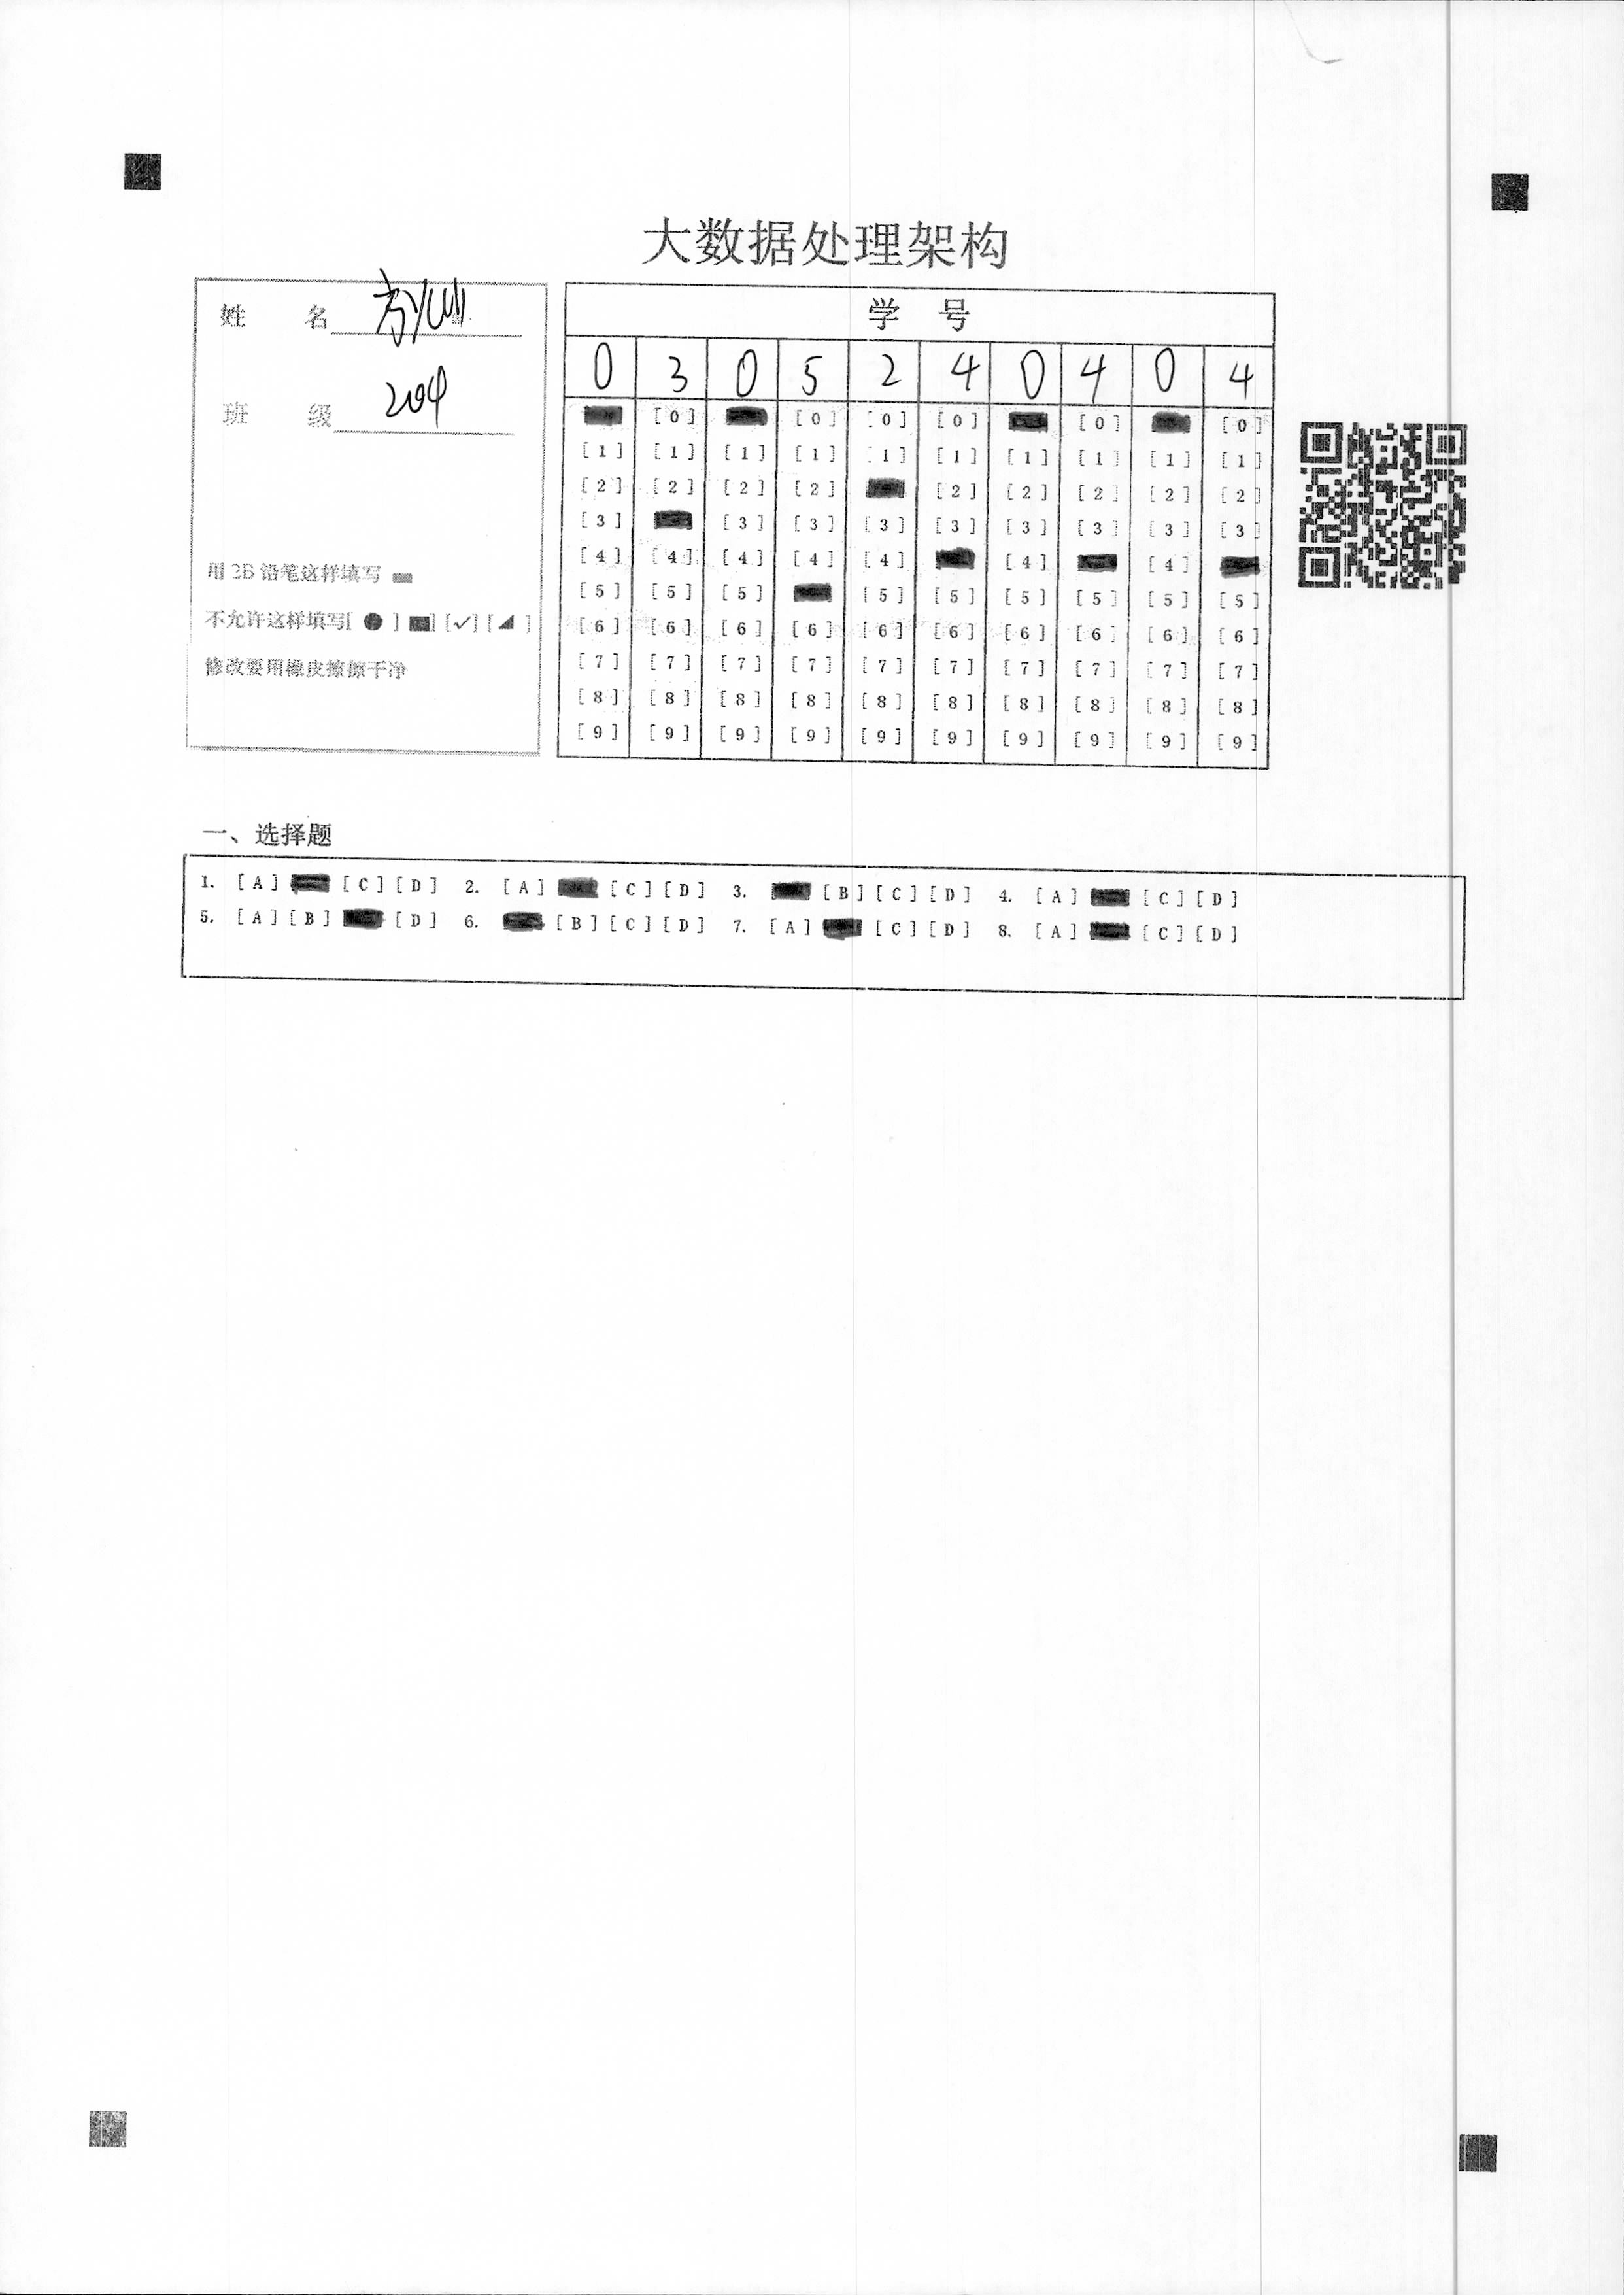 大数据处理架构
姓 名
班 级 204
用 2B 铅笔这样填写
不允许这样填写[ ● ] [■] [✓] [◢ ]
修改要用橡皮擦擦干净
学 号
0 3 0 5 2 4 0 4 0 4
[0] [0] [0] [0] [0] [0]
[1] [1] [1] [1] [1] [1] [1] [1] [1] [1]
[2] [2] [2] [2] [2] [2] [2] [2] [2]
[3] [3] [3] [3] [3] [3] [3] [3] [3]
[4] [4] [4] [4] [4] [4] [4]
[5] [5] [5] [5] [5] [5] [5] [5] [5]
[6] [6] [6] [6] [6] [6] [6] [6] [6] [6]
[7] [7] [7] [7] [7] [7] [7] [7] [7] [7]
[8] [8] [8] [8] [8] [8] [8] [8] [8] [8]
[9] [9] [9] [9] [9] [9] [9] [9] [9] [9]
一、选择题
1. [A] [C] [D] 2. [A] [C] [D] 3. [B] [C] [D] 4. [A] [C] [D]
5. [A] [B] [D] 6. [B] [C] [D] 7. [A] [C] [D] 8. [A] [C] [D]